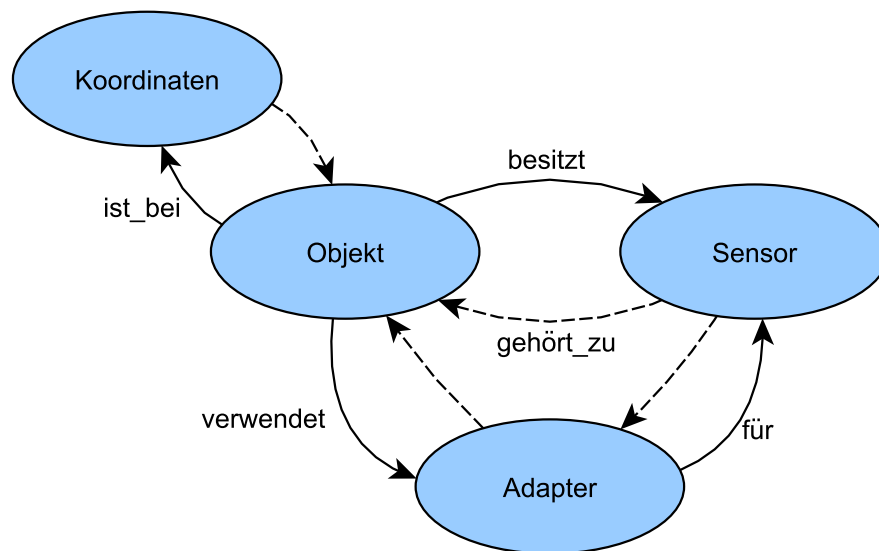 Koordinaten
besitzt
ist_bei
Objekt
Sensor
gehört_zu
verwendet
für
Adapter